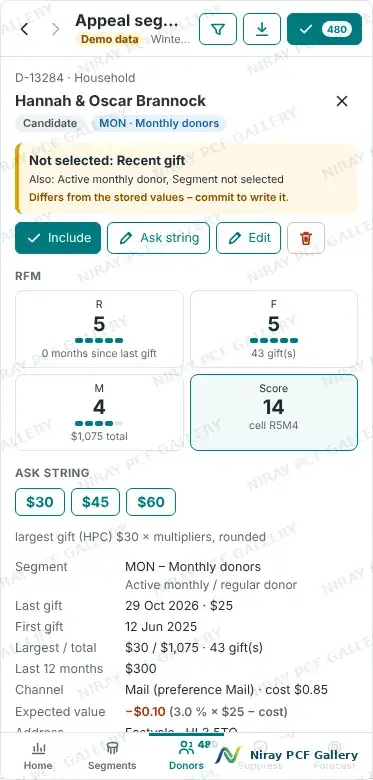 Appeal seg...
Demo data · Winte...
480
D-13284 · Household
Hannah & Oscar Brannock
Candidate
MON · Monthly donors
Not selected: Recent gift
Also: Active monthly donor, Segment not selected
Differs from the stored values – commit to write it.
Include
Ask string
Edit
RFM
R
5
0 months since last gift
F
5
43 gift(s)
M
4
$1,075 total
Score
14
cell R5M4
ASK STRING
$30
$45
$60
largest gift (HPC) $30 × multipliers, rounded
Segment MON – Monthly donors
Active monthly / regular donor
Last gift 29 Oct 2026 · $25
First gift 12 Jun 2025
Largest / total $30 / $1,075 · 43 gift(s)
Last 12 months $300
Channel Mail (preference Mail) · cost $0.85
Expected value −$0.10 (3.0 % × $25 − cost)
Home
Segments
Donors
Suppress
Forecast
Niray PCF Gallery
NIRAY PCF GALLERY